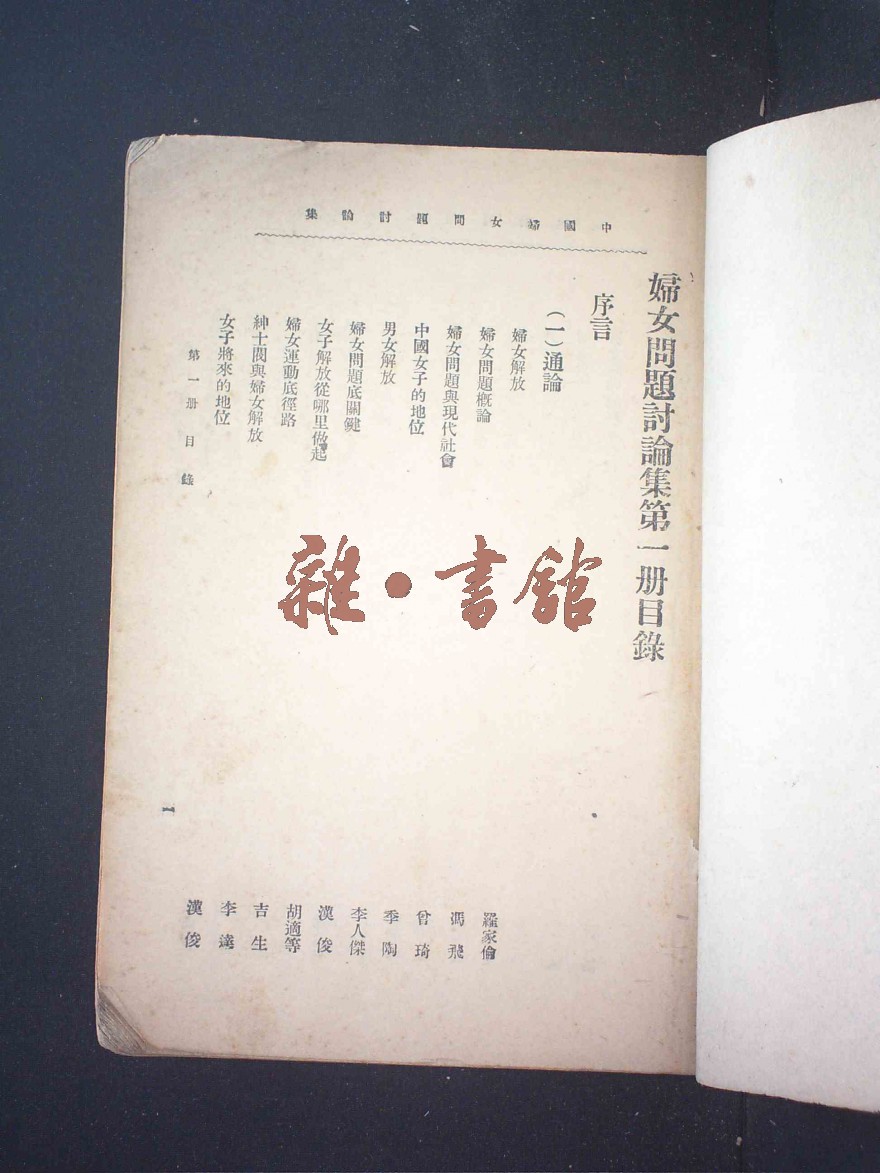 中國婦女問題討論集
婦女問題討論集第一册目錄
序言
（一）通論
婦女解放
羅家倫
婦女問題概論
馮飛
婦女問題與現代社會
曾琦
中國女子的地位
季陶
男女解放
李人傑
婦女問題底關鍵
漢俊
女子解放從哪里做起
胡適等
婦女運動底徑路
吉生
紳士閥與婦女解放
李達
女子將來的地位
漢俊
第一册目錄
一
雜·書館